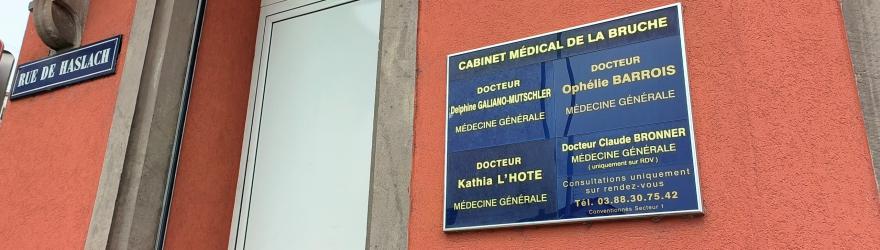 RUE DE HASLACH
CABINET MÉDICAL DE LA BRUCHE
DOCTEUR
Delphine GALIANO-MUTSCHLER
MÉDECINE GÉNÉRALE
DOCTEUR
Ophélie BARROIS
MÉDECINE GÉNÉRALE
DOCTEUR
Kathia L'HOTE
MÉDECINE GÉNÉRALE
Docteur Claude BRONNER
MÉDECINE GÉNÉRALE
( uniquement sur RDV )
Consultations uniquement
sur rendez-vous
Tél. 03.88.30.75.42
Conventionnés Secteur 1